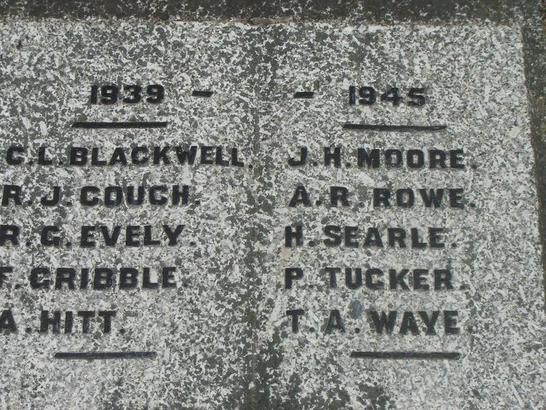 1939 - - 1945
C.L. BLACKWELL. J.H. MOORE.
R.J. COUCH. A.R. ROWE.
R.G. EVELY. H. SEARLE.
F. GRIBBLE. P. TUCKER.
A. HITT. T.A. WAYE.